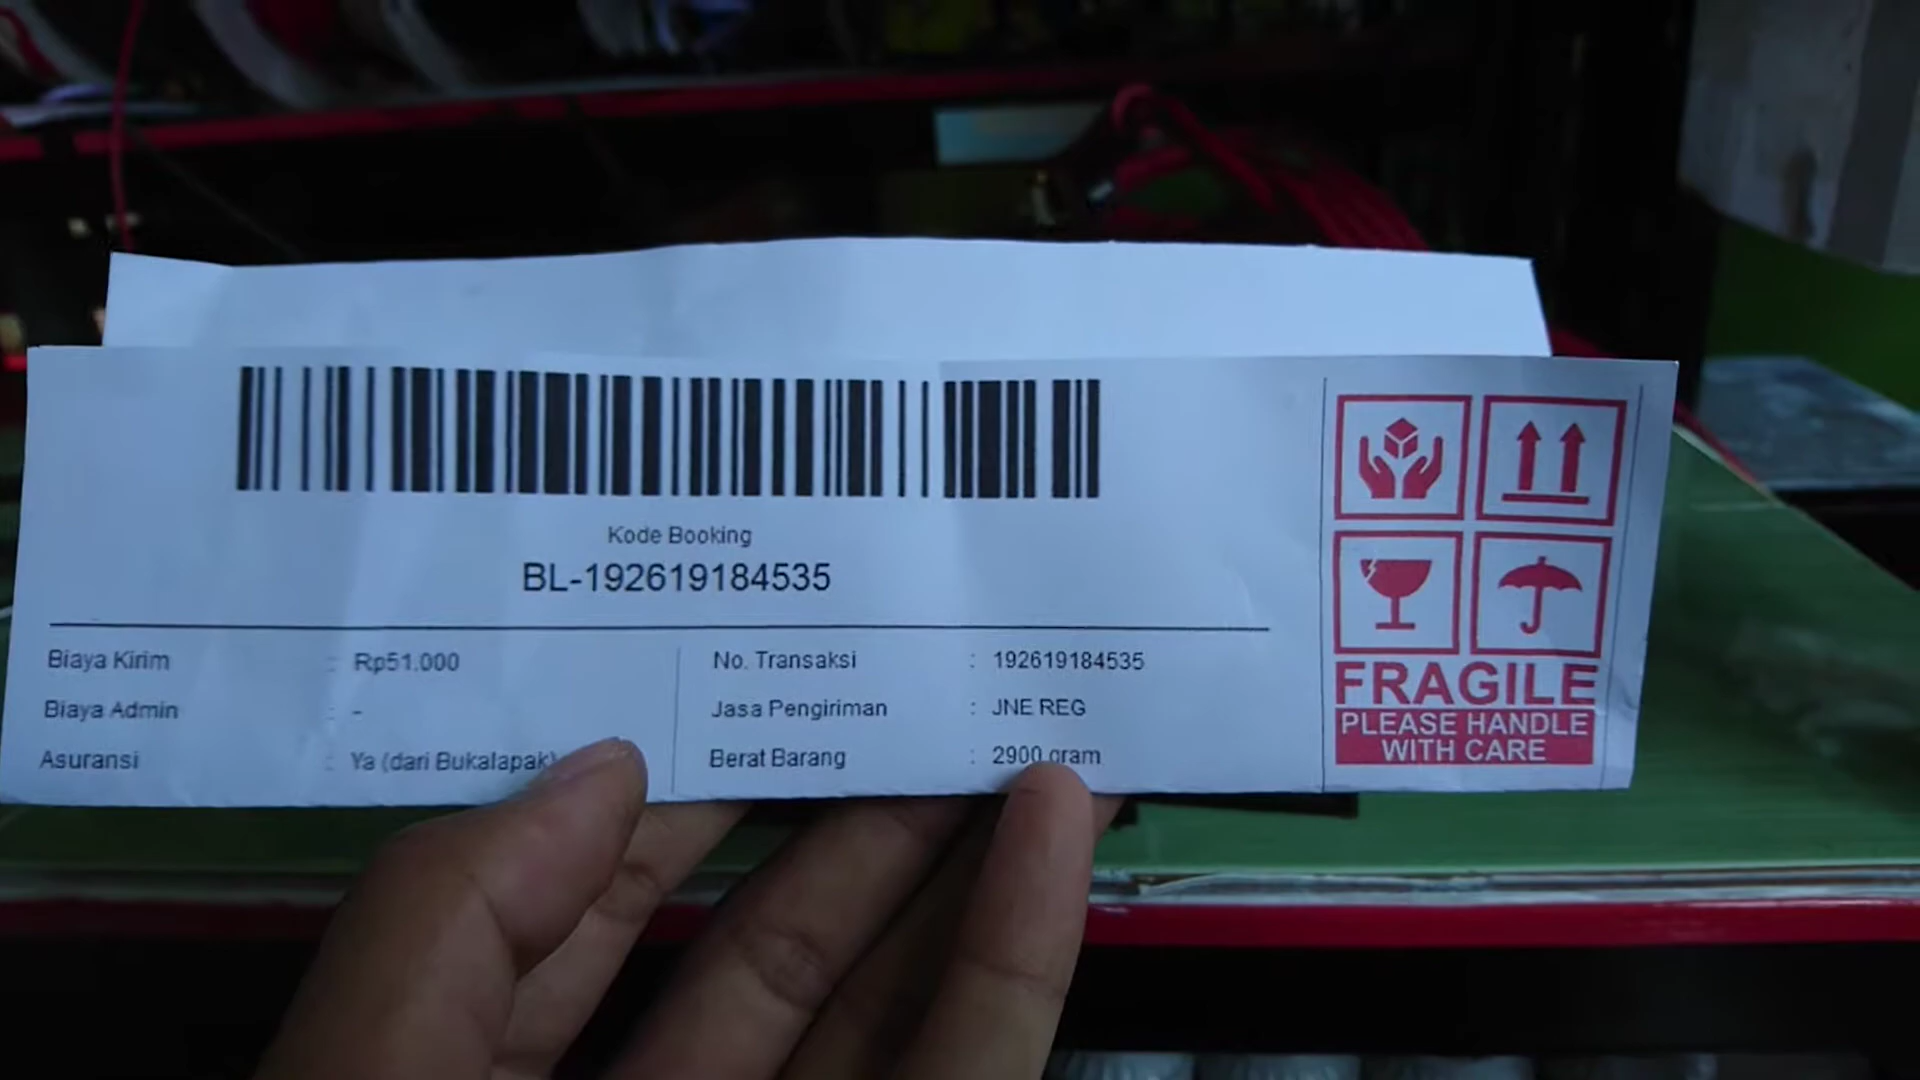 Kode Booking
BL-192619184535
Biaya Kirim : Rp51.000
Biaya Admin : -
Asuransi : Ya (dari Bukalapak)
No. Transaksi : 192619184535
Jasa Pengiriman : JNE REG
Berat Barang : 2900 gram
FRAGILE
PLEASE HANDLE
WITH CARE